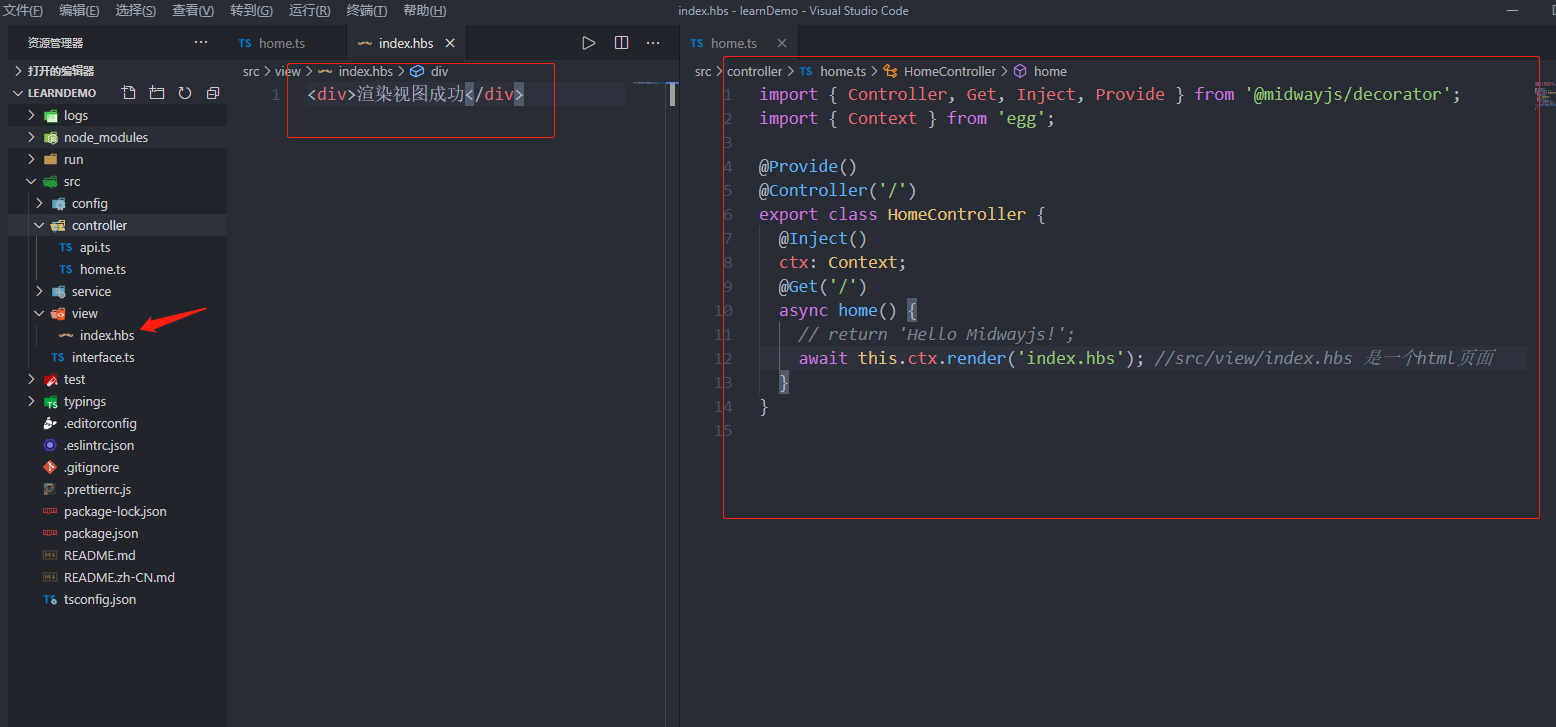 文件(F) 编辑(E) 选择(S) 查看(V) 转到(G) 运行(R) 终端(T) 帮助(H) index.hbs - learnDemo - Visual Studio Code
资源管理器 ···
打开的编辑器
LEARNDEMO
logs
node_modules
run
src
config
controller
TS api.ts
TS home.ts
service
view
index.hbs
TS interface.ts
test
typings
.editorconfig
.eslintrc.json
.gitignore
.prettierrc.js
package-lock.json
package.json
README.md
README.zh-CN.md
tsconfig.json
TS home.ts index.hbs
src > view > index.hbs > div
1 <div>渲染视图成功</div>
TS home.ts
src > controller > TS home.ts > HomeController > home
1 import { Controller, Get, Inject, Provide } from '@midwayjs/decorator';
2 import { Context } from 'egg';
3
4 @Provide()
5 @Controller('/')
6 export class HomeController {
7 @Inject()
8 ctx: Context;
9 @Get('/')
10 async home() {
11 // return 'Hello Midwayjs!';
12 await this.ctx.render('index.hbs'); //src/view/index.hbs 是一个html页面
13 }
14 }
15